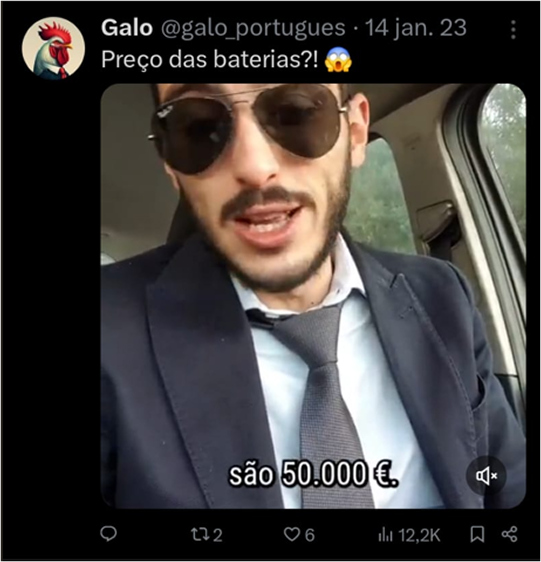 Galo @galo_portugues · 14 jan. 23
Preço das baterias?! 😱
são 50.000 €.
2 6 12,2K